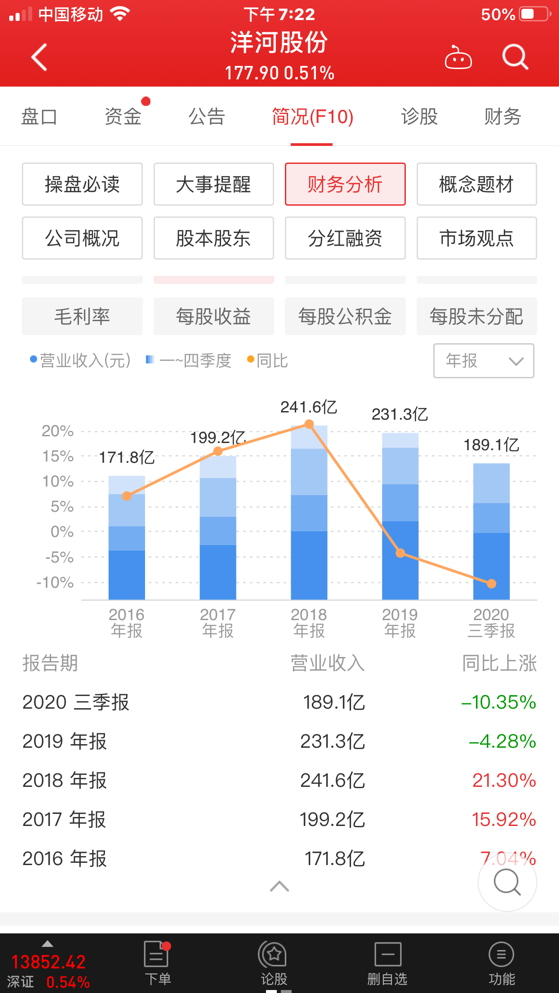 中国移动 下午7:22 50%
洋河股份
177.90 0.51%
盘口 资金 公告 简况(F10) 诊股 财务
操盘必读 大事提醒 财务分析 概念题材
公司概况 股本股东 分红融资 市场观点
毛利率 每股收益 每股公积金 每股未分配
营业收入(元) 一~四季度 同比 年报
241.6亿
231.3亿
20% 199.2亿 189.1亿
15% 171.8亿
10%
5%
0%
-5%
-10%
2016 2017 2018 2019 2020
年报 年报 年报 年报 三季报
报告期 营业收入 同比上涨
2020 三季报 189.1亿 -10.35%
2019 年报 231.3亿 -4.28%
2018 年报 241.6亿 21.30%
2017 年报 199.2亿 15.92%
2016 年报 171.8亿 7.04%
13852.42
深证 0.54% 下单 论股 删自选 功能